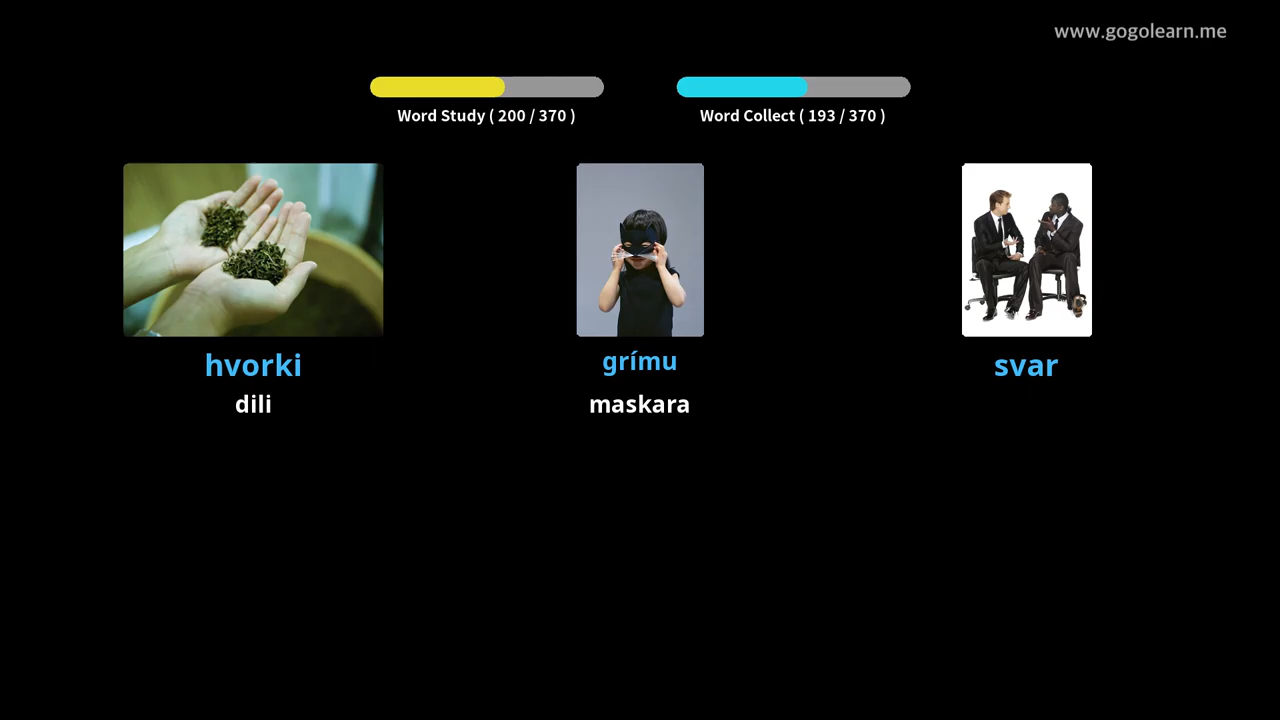 www.gogolearn.me
Word Study ( 200 / 370 )
Word Collect ( 193 / 370 )
hvorki
grímu
svar
dili
maskara